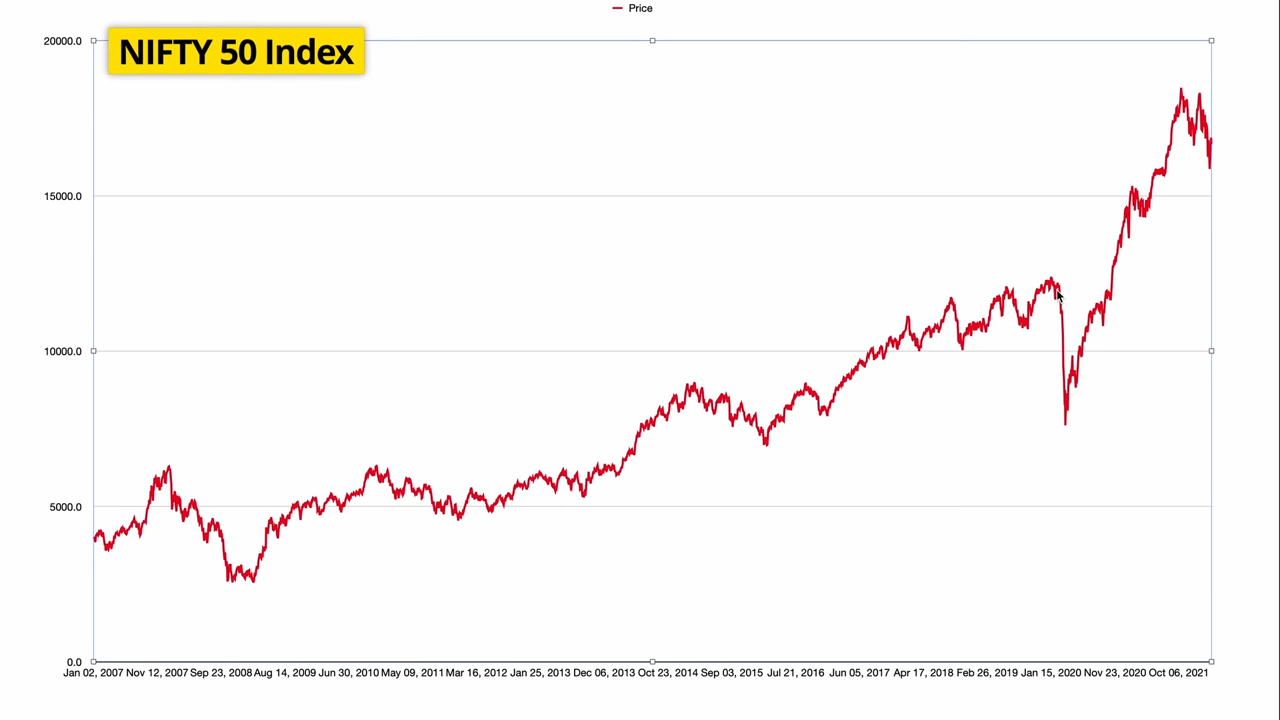 Price
NIFTY 50 Index
20000.0
15000.0
10000.0
5000.0
0.0
Jan 02, 2007 Nov 12, 2007 Sep 23, 2008 Aug 14, 2009 Jun 30, 2010 May 09, 2011 Mar 16, 2012 Jan 25, 2013 Dec 06, 2013 Oct 23, 2014 Sep 03, 2015 Jul 21, 2016 Jun 05, 2017 Apr 17, 2018 Feb 26, 2019 Jan 15, 2020 Nov 23, 2020 Oct 06, 2021